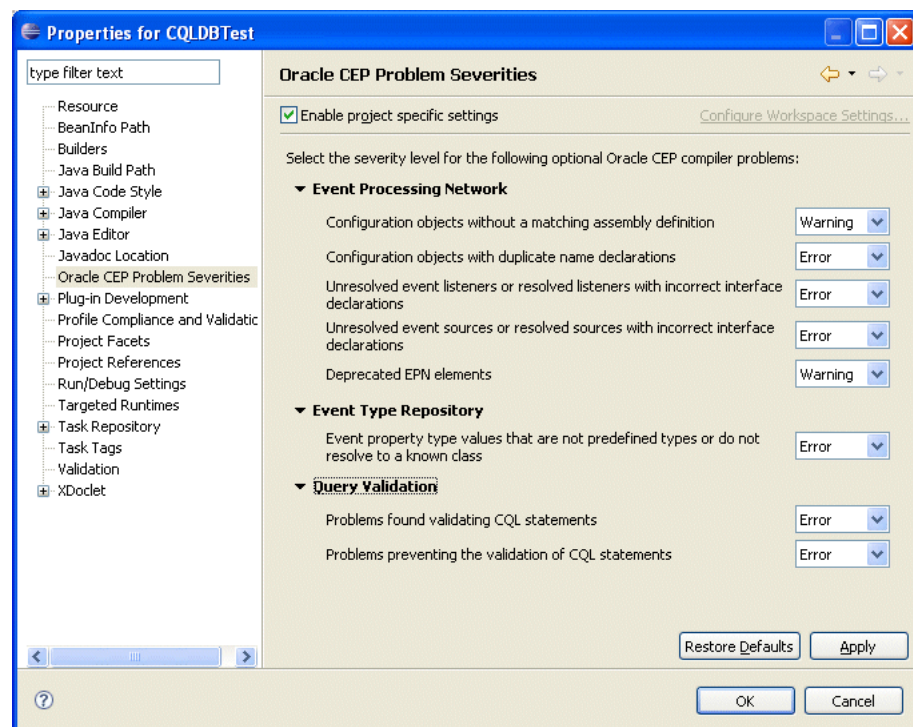 Properties for CQLDBTest
type filter text
Resource
BeanInfo Path
Builders
Java Build Path
Java Code Style
Java Compiler
Java Editor
Javadoc Location
Oracle CEP Problem Severities
Plug-in Development
Profile Compliance and Validatic
Project Facets
Project References
Run/Debug Settings
Targeted Runtimes
Task Repository
Task Tags
Validation
XDoclet
Oracle CEP Problem Severities
Enable project specific settings
Configure Workspace Settings...
Select the severity level for the following optional Oracle CEP compiler problems:
Event Processing Network
Configuration objects without a matching assembly definition
Warning
Configuration objects with duplicate name declarations
Error
Unresolved event listeners or resolved listeners with incorrect interface
declarations
Error
Unresolved event sources or resolved sources with incorrect interface
declarations
Error
Deprecated EPN elements
Warning
Event Type Repository
Event property type values that are not predefined types or do not
resolve to a known class
Error
Query Validation
Problems found validating CQL statements
Error
Problems preventing the validation of CQL statements
Error
Restore Defaults
Apply
?
OK
Cancel